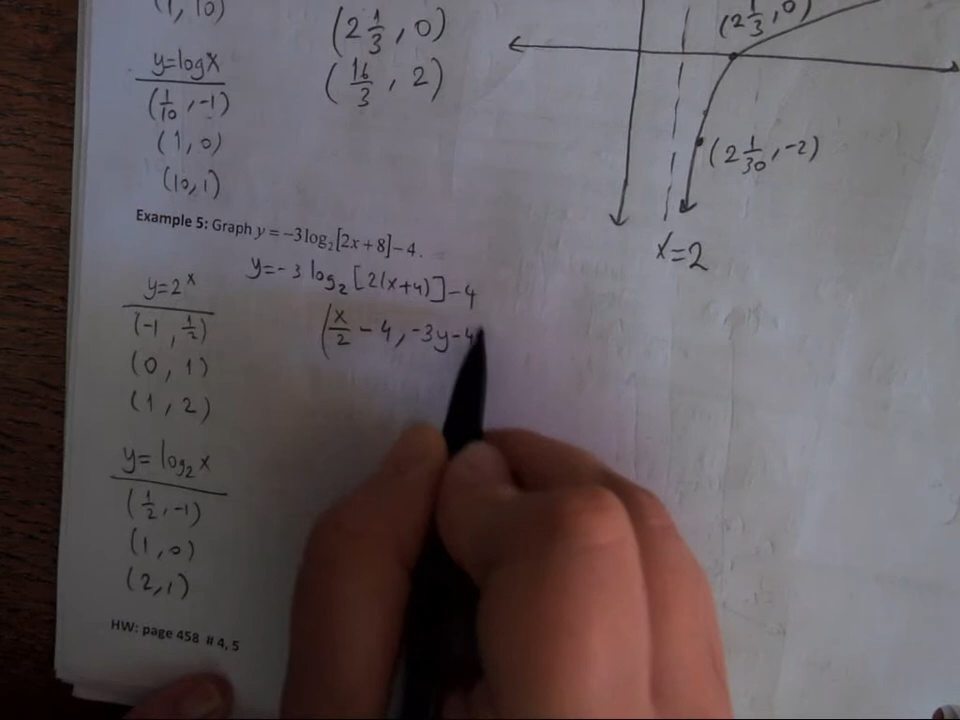 (1, 10)
y=logx
(1/10, -1)
(1, 0)
(10, 1)
(2 1/3, 0)
(16/3, 2)
(2 1/3, 0)
(2 1/30, -2)
x=2
Example 5: Graph y = -3log₂[2x+8]-4.
y=-3 log₂ [2(x+4)]-4
(x/2 - 4, -3y-4
y=2ˣ
(-1, 1/2)
(0, 1)
(1, 2)
y= log₂ x
(1/2, -1)
(1, 0)
(2, 1)
HW: page 458 # 4, 5